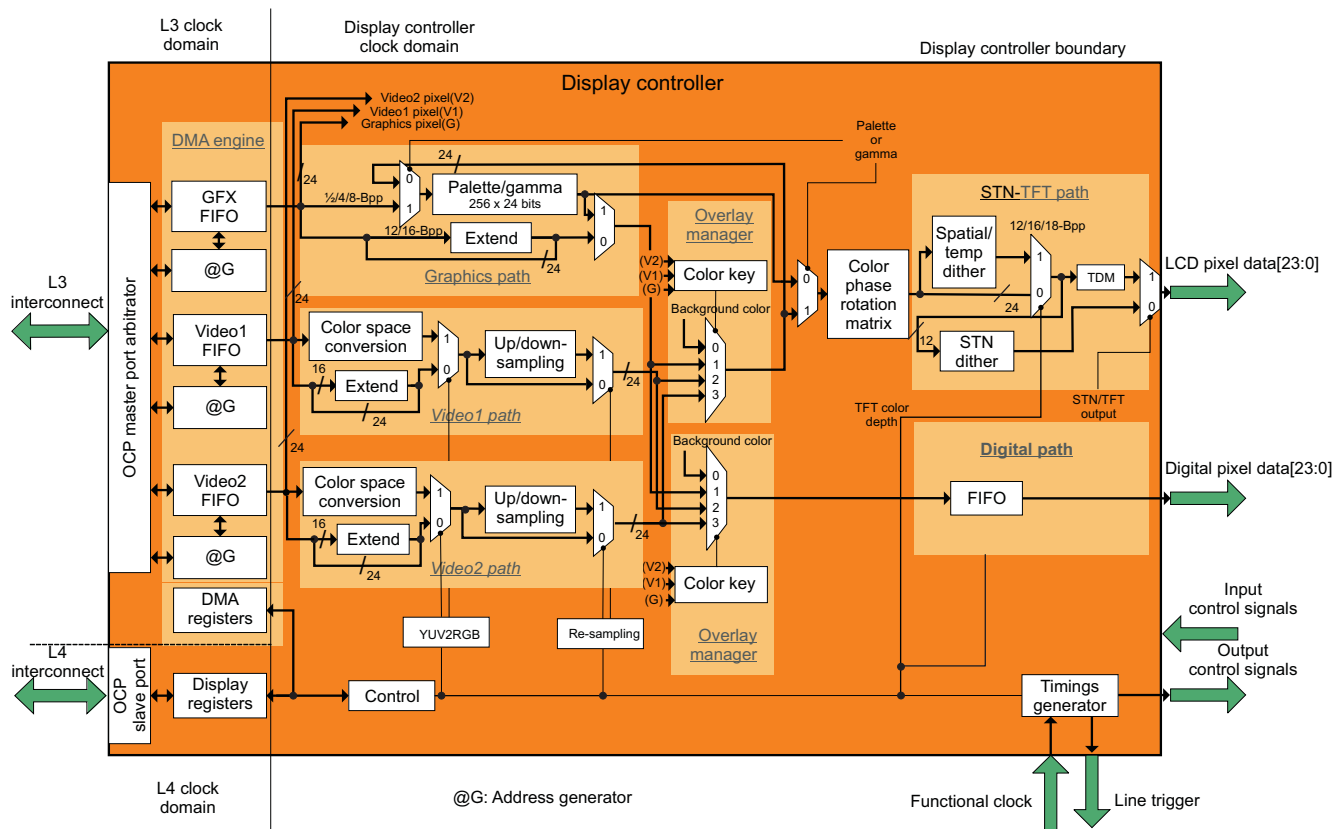 L3 clock
domain
Display controller
clock domain
Display controller boundary
Display controller
Video2 pixel(V2)
Video1 pixel(V1)
Graphics pixel(G)
DMA engine
24
GFX
FIFO
@G
Video1
FIFO
@G
Video2
FIFO
@G
DMA
registers
Display
registers
OCP master port arbitrator
OCP
slave port
L3
interconnect
L4
interconnect
24
24
½/4/8-Bpp
0
1
24
Palette/gamma
256 x 24 bits
12/16-Bpp
Extend
24
1
0
Graphics path
Color space
conversion
16
Extend
24
1
0
Up/down-
sampling
1
0
24
Video1 path
Color space
conversion
16
Extend
24
1
0
Up/down-
sampling
1
0
24
Video2 path
YUV2RGB
Re-sampling
Control
Overlay
manager
(V2)
(V1)
(G)
Color key
Background color
0
1
2
3
Background color
0
1
2
3
(V2)
(V1)
(G)
Color key
Overlay
manager
Palette
or
gamma
0
1
Color
phase
rotation
matrix
STN-TFT path
12/16/18-Bpp
Spatial/
temp
dither
1
0
24
TDM
1
0
12
STN
dither
TFT color
depth
STN/TFT
output
LCD pixel data[23:0]
Digital path
FIFO
Digital pixel data[23:0]
Input
control signals
Output
control signals
Timings
generator
L4 clock
domain
@G: Address generator
Functional clock
Line trigger